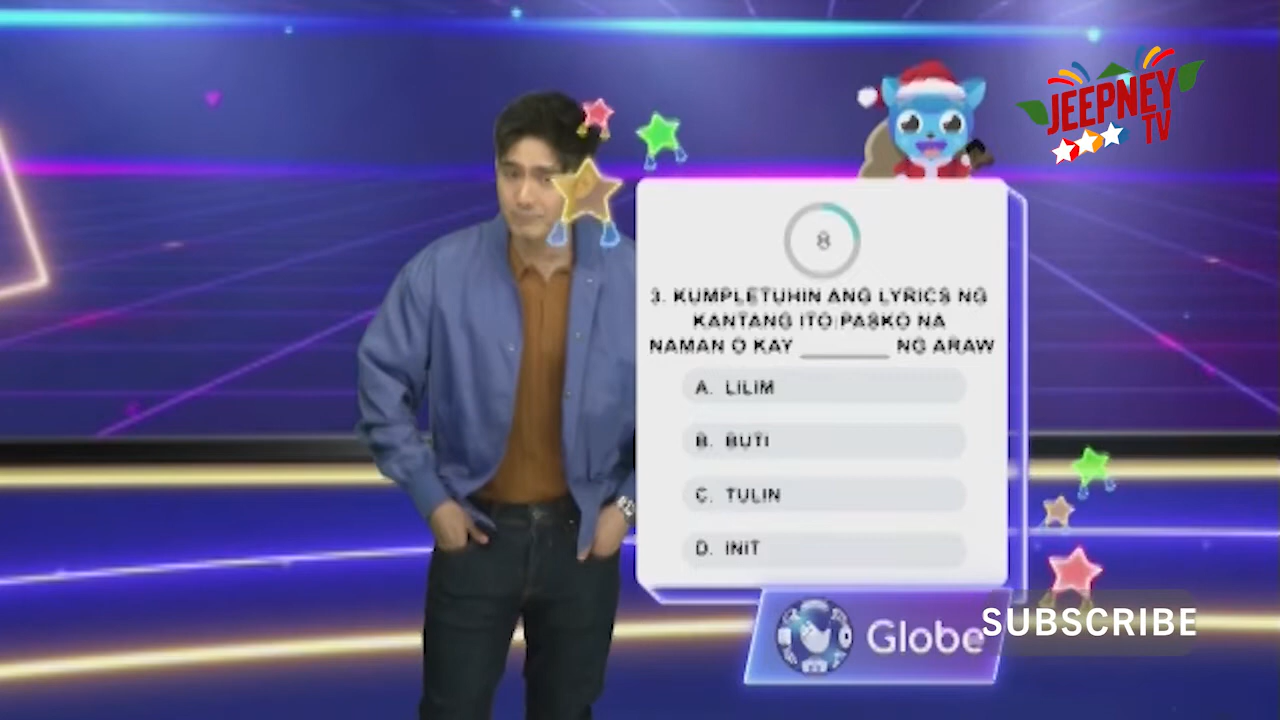 JEEPNEY
TV
8
3. KUMPLETUHIN ANG LYRICS NG
KANTANG ITO: PASKO NA
NAMAN O KAY ________ NG ARAW
A. LILIM
B. BUTI
C. TULIN
D. INIT
Globe
SUBSCRIBE